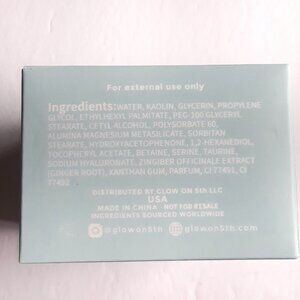 For external use only
Ingredients:WATER, KAOLIN, GLYCERIN, PROPYLENE
GLYCOL, ETHYLHEXYL PALMITATE, PEG-100 GLYCERYL
STEARATE, CETYL ALCOHOL, POLYSORBATE 60,
ALUMINA MAGNESIUM METASILICATE, SORBITAN
STEARATE, HYDROXYACETOPHENONE, 1,2-HEXANEDIOL,
TOCOPHERYL ACETATE, BETAINE, SERINE, TAURINE,
SODIUM HYALURONATE, ZINGIBER OFFICINALE EXTRACT
(GINGER ROOT), XANTHAN GUM, PARFUM, CI 77491, CI
77492
DISTRIBUTED BY GLOW ON 5th LLC
USA
MADE IN CHINA - NOT FOR RESALE
INGREDIENTS SOURCED WORLDWIDE
@glowon5th glowon5th.com